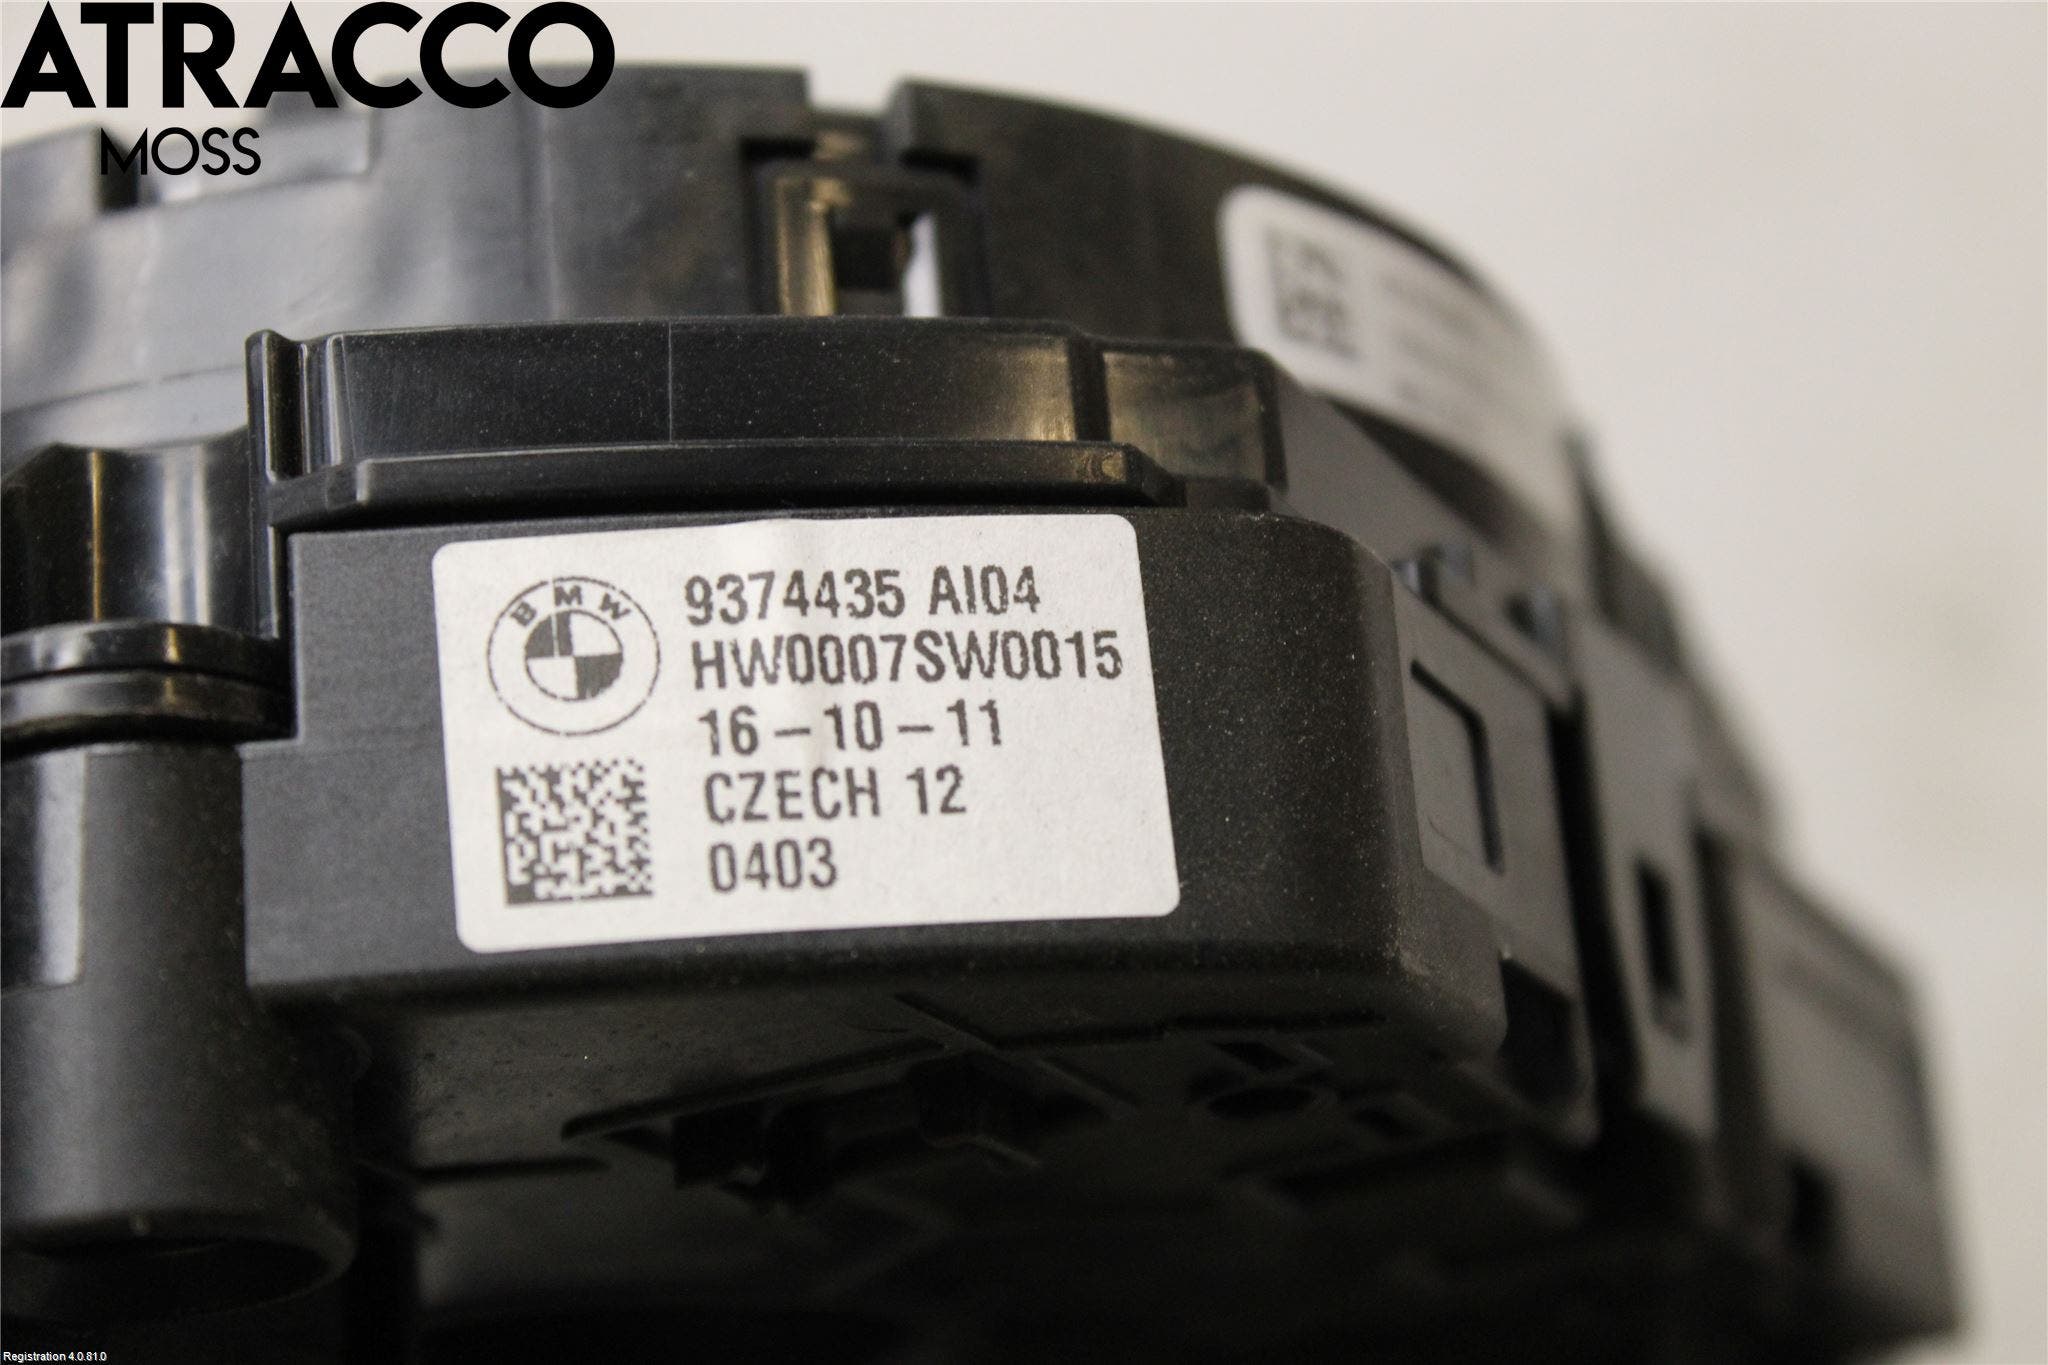 ATRACCO
MOSS
BMW
9374435 AI04
HW0007SW0015
16-10-11
CZECH 12
0403
Registration 4.0.81.0